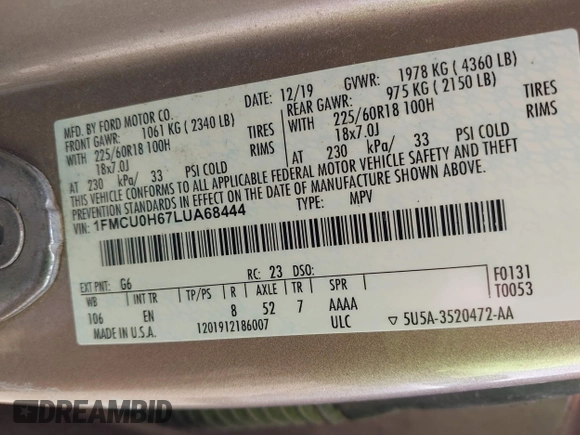 MFD. BY FORD MOTOR CO. DATE: 12/19 GVWR: 1978 KG ( 4360 LB)
FRONT GAWR: 1061 KG ( 2340 LB) REAR GAWR: 975 KG ( 2150 LB)
WITH 225/60R18 100H TIRES WITH 225/60R18 100H TIRES
18x7.0J RIMS 18x7.0J RIMS
AT 230 kPa/ 33 PSI COLD AT 230 kPa/ 33 PSI COLD
THIS VEHICLE CONFORMS TO ALL APPLICABLE FEDERAL MOTOR VEHICLE SAFETY AND THEFT
PREVENTION STANDARDS IN EFFECT ON THE DATE OF MANUFACTURE SHOWN ABOVE.
VIN: 1FMCU0H67LUA68444 TYPE: MPV
EXT PNT: G6 RC: 23 DSO: F0131
WB INT TR TP/PS R AXLE TR SPR T0053
106 EN 8 52 7 AAAA
MADE IN U.S.A. 1201912186007 ULC ▽ 5U5A-3520472-AA
DREAMBID